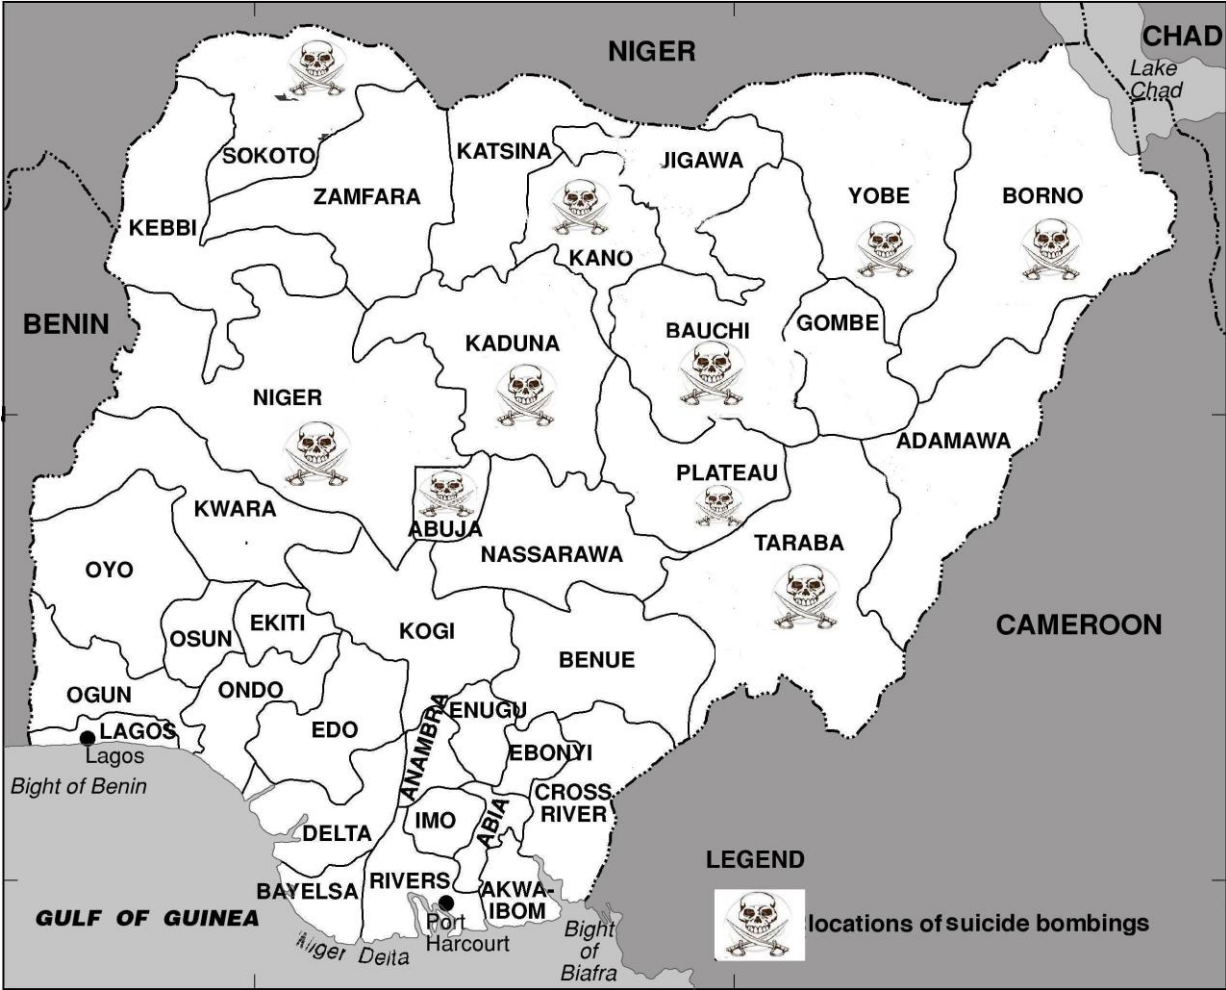 NIGER
CHAD
Lake
Chad
SOKOTO
KATSINA
JIGAWA
ZAMFARA
YOBE
BORNO
KEBBI
KANO
BENIN
BAUCHI
GOMBE
KADUNA
NIGER
ADAMAWA
PLATEAU
KWARA
ABUJA
TARABA
NASSARAWA
OYO
CAMEROON
EKITI
OSUN
KOGI
BENUE
OGUN
ONDO
ENUGU
LAGOS
EDO
ANAMBRA
EBONYI
Lagos
Bight of Benin
CROSS
RIVER
IMO
ABIA
DELTA
LEGEND
BAYELSA
RIVERS
AKWA-
IBOM
GULF OF GUINEA
Port
Harcourt
locations of suicide bombings
Niger Delta
Bight
of
Biafra